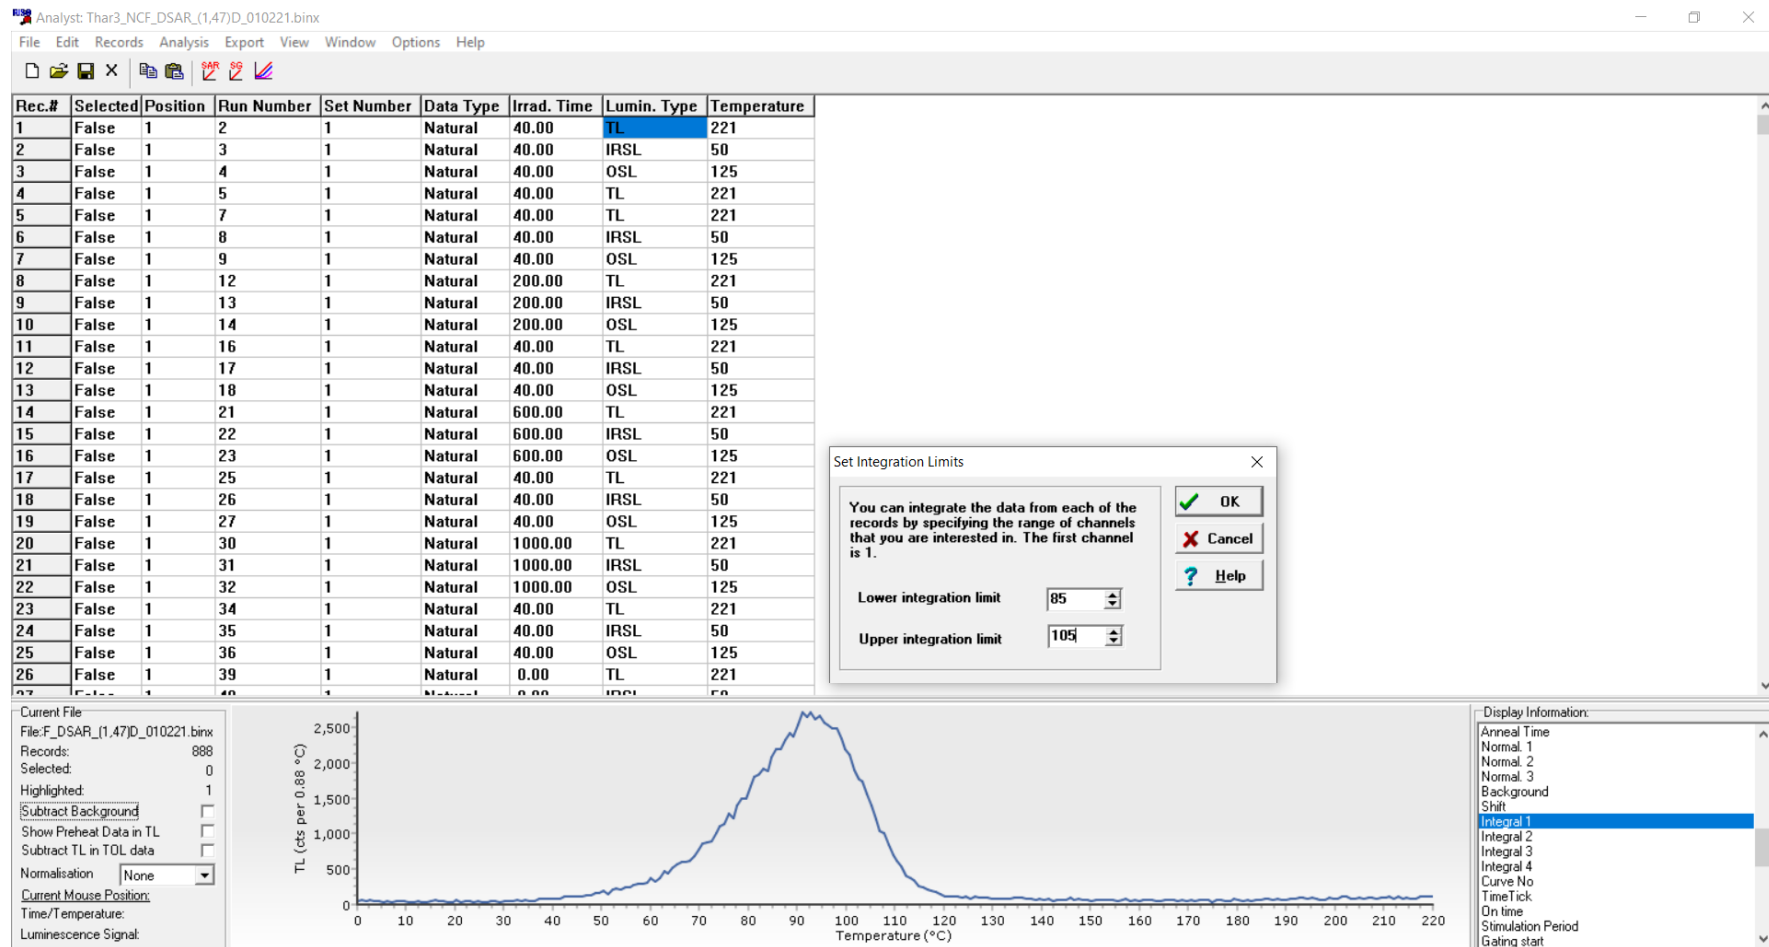 Analyst: Thar3_NCF_DSAR_(1,47)D_010221.binx
File Edit Records Analysis Export View Window Options Help
SAR SG
Rec.# Selected Position Run Number Set Number Data Type Irrad. Time Lumin. Type Temperature
1 False 1 2 1 Natural 40.00 TL 221
2 False 1 3 1 Natural 40.00 IRSL 50
3 False 1 4 1 Natural 40.00 OSL 125
4 False 1 5 1 Natural 40.00 TL 221
5 False 1 7 1 Natural 40.00 TL 221
6 False 1 8 1 Natural 40.00 IRSL 50
7 False 1 9 1 Natural 40.00 OSL 125
8 False 1 12 1 Natural 200.00 TL 221
9 False 1 13 1 Natural 200.00 IRSL 50
10 False 1 14 1 Natural 200.00 OSL 125
11 False 1 16 1 Natural 40.00 TL 221
12 False 1 17 1 Natural 40.00 IRSL 50
13 False 1 18 1 Natural 40.00 OSL 125
14 False 1 21 1 Natural 600.00 TL 221
15 False 1 22 1 Natural 600.00 IRSL 50
16 False 1 23 1 Natural 600.00 OSL 125
17 False 1 25 1 Natural 40.00 TL 221
18 False 1 26 1 Natural 40.00 IRSL 50
19 False 1 27 1 Natural 40.00 OSL 125
20 False 1 30 1 Natural 1000.00 TL 221
21 False 1 31 1 Natural 1000.00 IRSL 50
22 False 1 32 1 Natural 1000.00 OSL 125
23 False 1 34 1 Natural 40.00 TL 221
24 False 1 35 1 Natural 40.00 IRSL 50
25 False 1 36 1 Natural 40.00 OSL 125
26 False 1 39 1 Natural 0.00 TL 221
Set Integration Limits
You can integrate the data from each of the
records by specifying the range of channels
that you are interested in. The first channel
is 1.
Lower integration limit 85
Upper integration limit 105
OK
Cancel
Help
Current File
File:F_DSAR_(1,47)D_010221.binx
Records: 888
Selected: 0
Highlighted: 1
Subtract Background
Show Preheat Data in TL
Subtract TL in TOL data
Normalisation None
Current Mouse Position:
Time/Temperature:
Luminescence Signal:
TL (cts per 0.88 °C)
2,500
2,000
1,500
1,000
500
0
0 10 20 30 40 50 60 70 80 90 100 110 120 130 140 150 160 170 180 190 200 210 220
Temperature (°C)
Display Information:
Anneal Time
Normal. 1
Normal. 2
Normal. 3
Background
Shift
Integral 1
Integral 2
Integral 3
Integral 4
Curve No
TimeTick
On time
Stimulation Period
Gating start